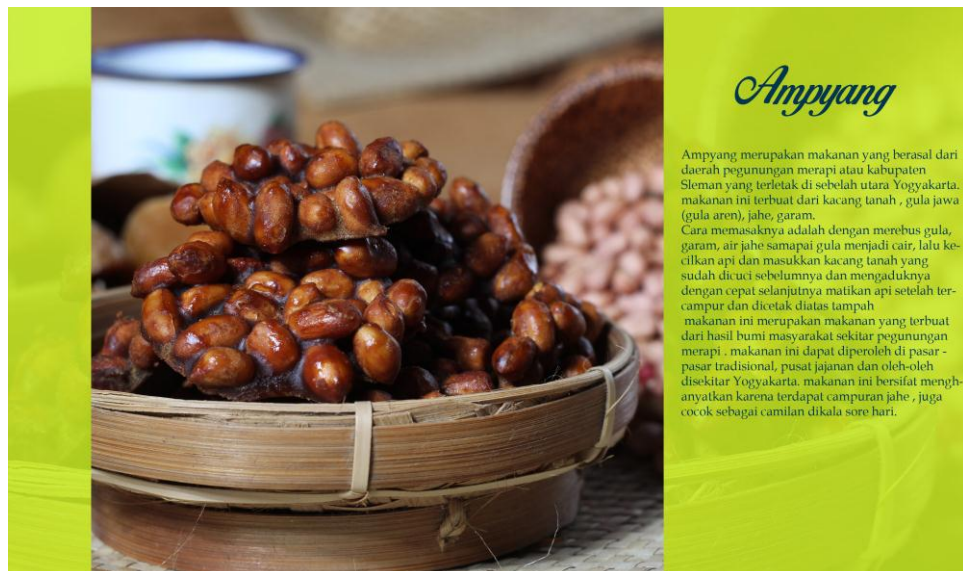 Ampyang
Ampyang merupakan makanan yang berasal dari
daerah pegunungan merapi atau kabupaten
Sleman yang terletak di sebelah utara Yogyakarta.
makanan ini terbuat dari kacang tanah , gula jawa
(gula aren), jahe, garam.
Cara memasaknya adalah dengan merebus gula,
garam, air jahe samapai gula menjadi cair, lalu ke-
cilkan api dan masukkan kacang tanah yang
sudah dicuci sebelumnya dan mengaduknya
dengan cepat selanjutnya matikan api setelah ter-
campur dan dicetak diatas tampah
makanan ini merupakan makanan yang terbuat
dari hasil bumi masyarakat sekitar pegunungan
merapi . makanan ini dapat diperoleh di pasar -
pasar tradisional, pusat jajanan dan oleh-oleh
disekitar Yogyakarta. makanan ini bersifat mengh-
anyatkan karena terdapat campuran jahe , juga
cocok sebagai camilan dikala sore hari.